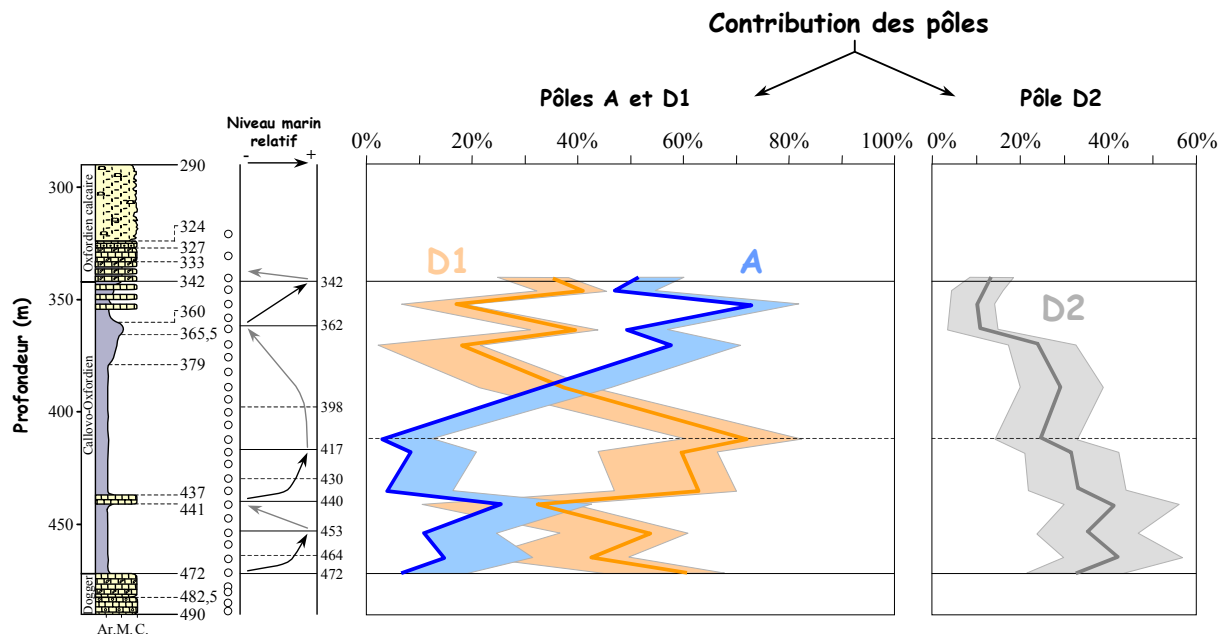 Contribution des pôles
Pôles A et D1
Pôle D2
Niveau marin
relatif
- +
0% 20% 40% 60% 80% 100%
0% 20% 40% 60%
Profondeur (m)
300
350
400
450
Oxfordien calcaire
Callovo-Oxfordien
Dogger
290
324
327
333
342
360
365,5
379
437
441
472
482,5
490
Ar. M. C.
342
362
398
417
430
440
453
464
472
D1
A
D2